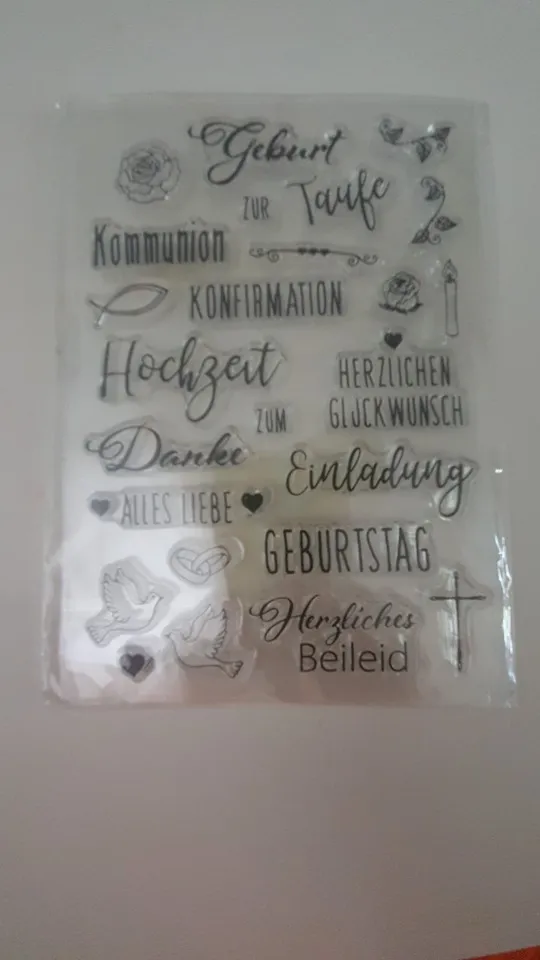 Geburt
ZUR Taufe
Kommunion
KONFIRMATION
Hochzeit
HERZLICHEN
GLÜCKWUNSCH
ZUM
Danke
Einladung
ALLES LIEBE
GEBURTSTAG
Herzliches
Beileid